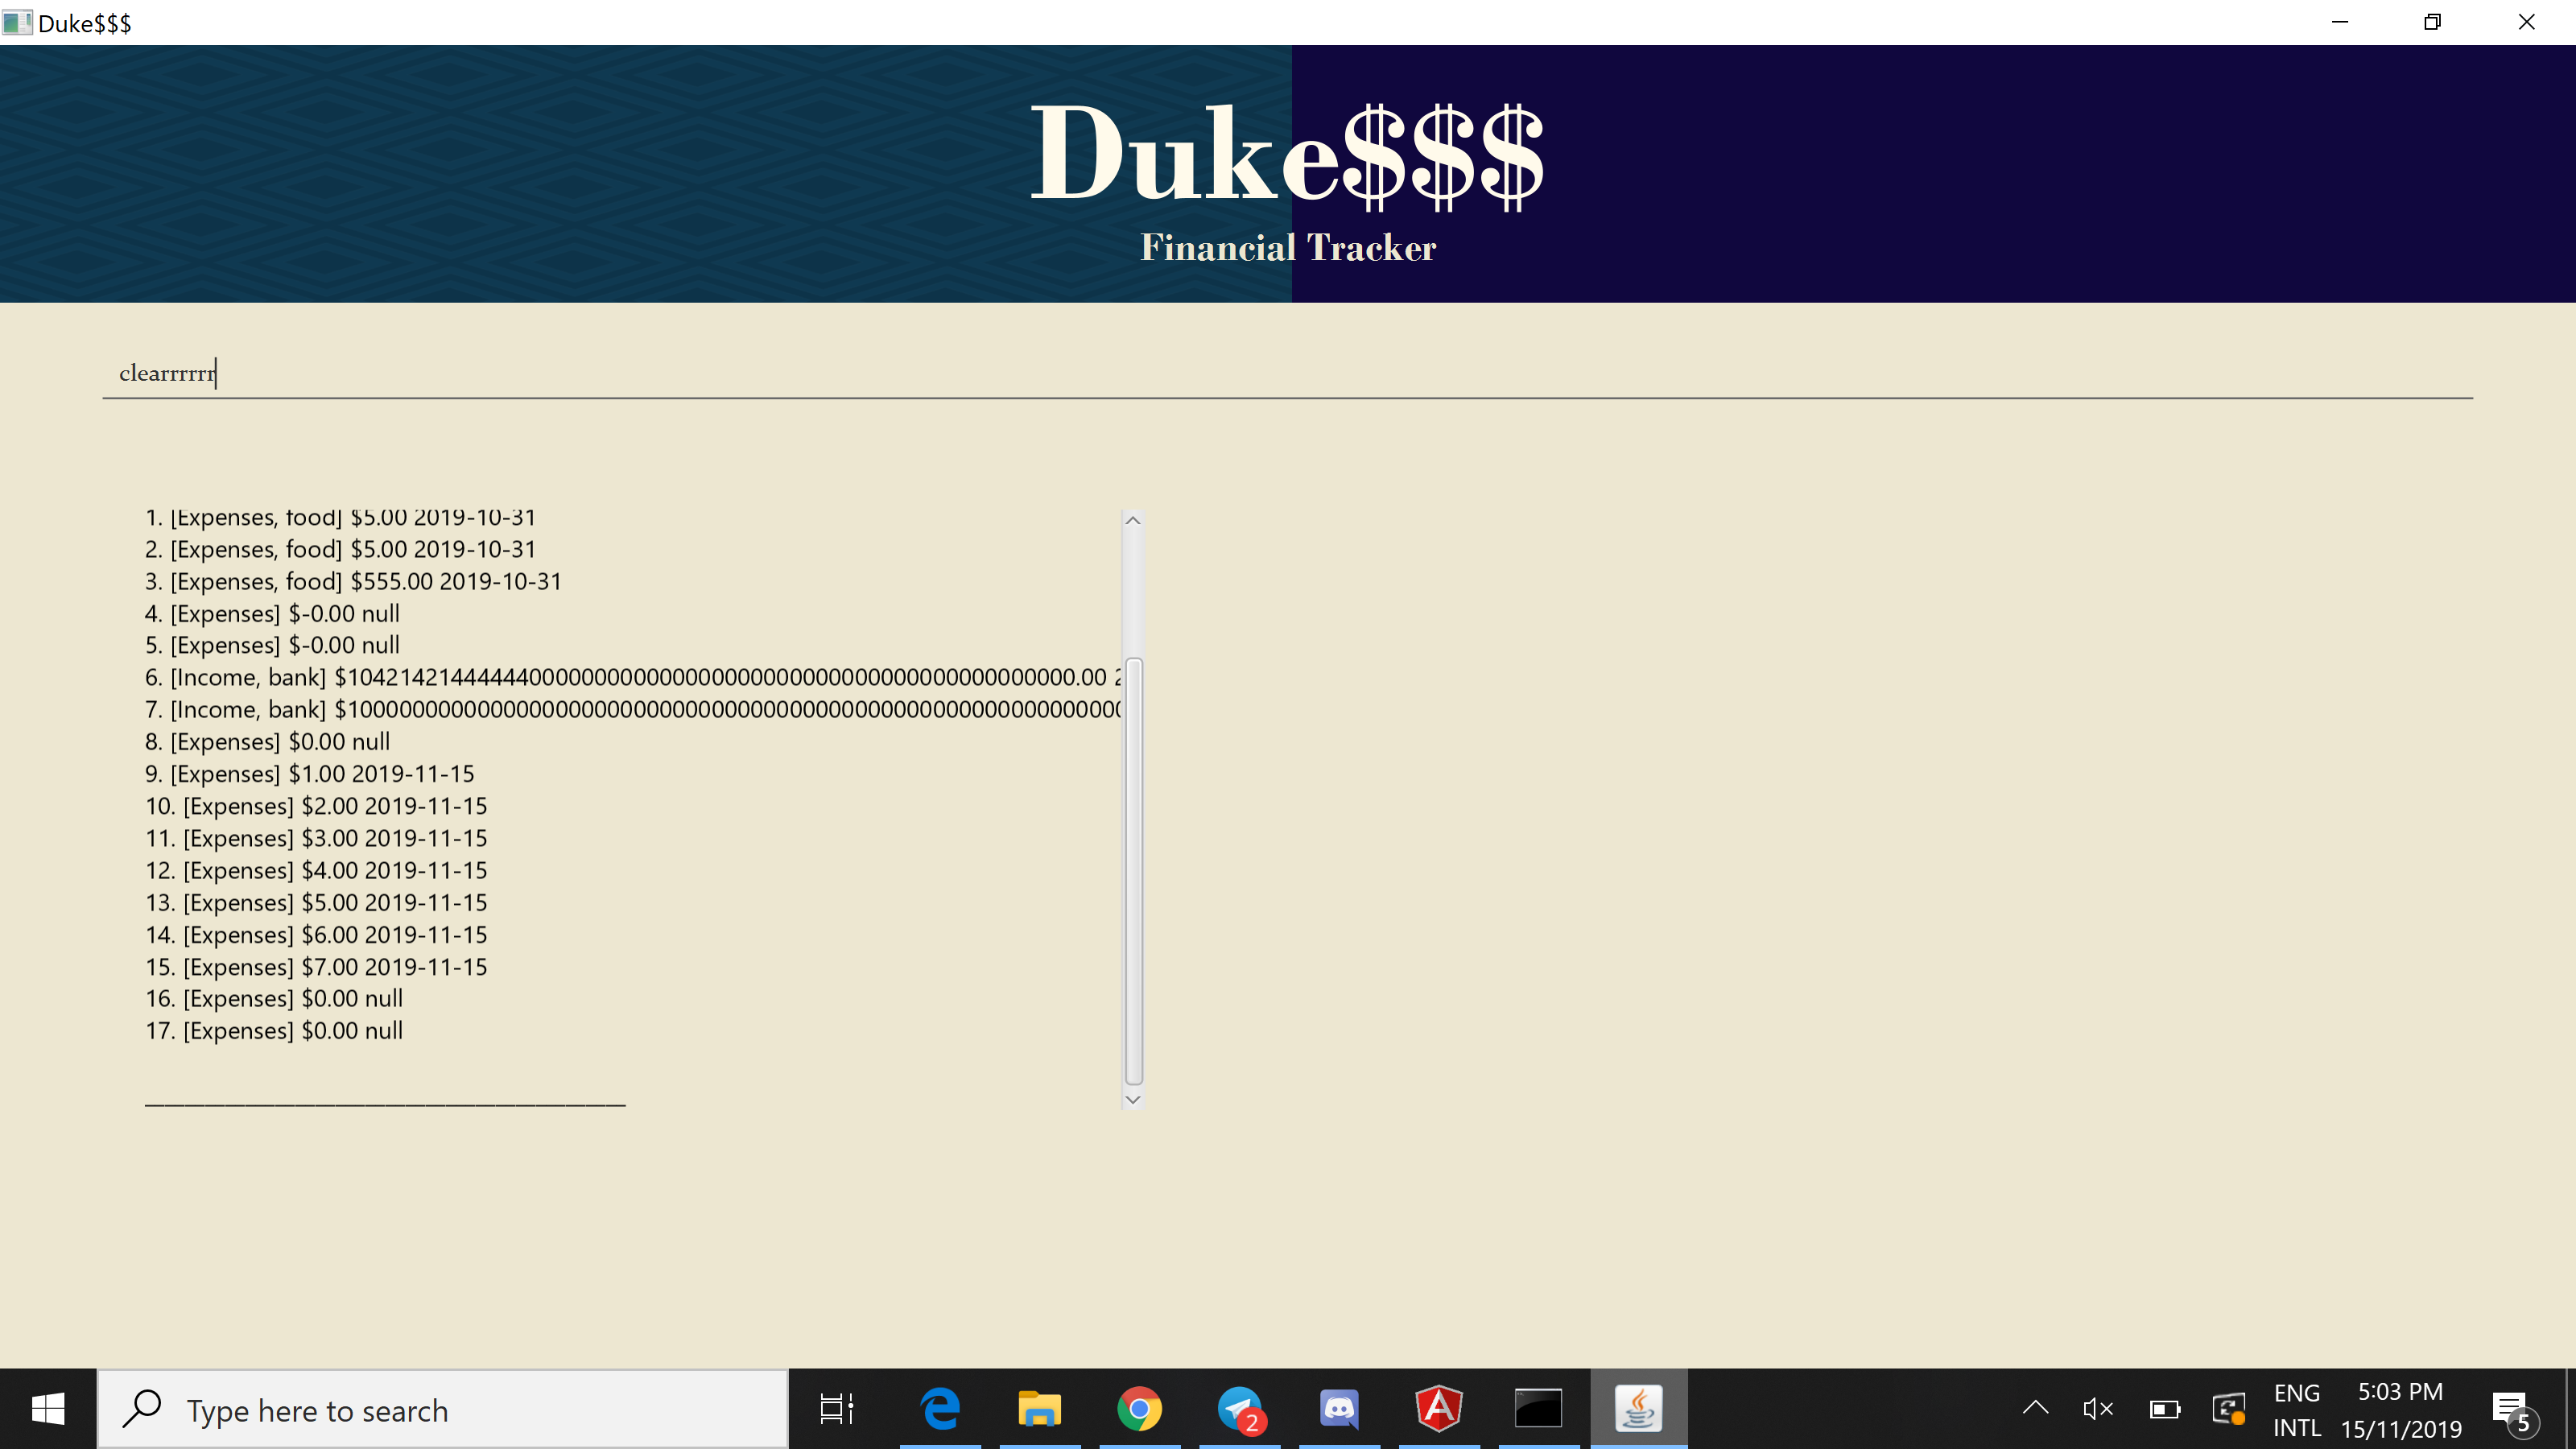 Duke$$$
Duke$$$
Financial Tracker
clearrrrrr
1. [Expenses, food] $5.00 2019-10-31
2. [Expenses, food] $5.00 2019-10-31
3. [Expenses, food] $555.00 2019-10-31
4. [Expenses] $-0.00 null
5. [Expenses] $-0.00 null
6. [Income, bank] $10421421444444000000000000000000000000000000000000000000.00 2
7. [Income, bank] $100000000000000000000000000000000000000000000000000000000000
8. [Expenses] $0.00 null
9. [Expenses] $1.00 2019-11-15
10. [Expenses] $2.00 2019-11-15
11. [Expenses] $3.00 2019-11-15
12. [Expenses] $4.00 2019-11-15
13. [Expenses] $5.00 2019-11-15
14. [Expenses] $6.00 2019-11-15
15. [Expenses] $7.00 2019-11-15
16. [Expenses] $0.00 null
17. [Expenses] $0.00 null
Type here to search
2
ENG
INTL
5:03 PM
15/11/2019
5